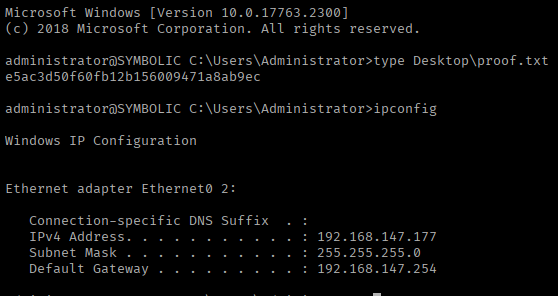 Microsoft Windows [Version 10.0.17763.2300]
(c) 2018 Microsoft Corporation. All rights reserved.
administrator@SYMBOLIC C:\Users\Administrator>type Desktop\proof.txt
e5ac3d50f60fb12b156009471a8ab9ec
administrator@SYMBOLIC C:\Users\Administrator>ipconfig
Windows IP Configuration
Ethernet adapter Ethernet0 2:
Connection-specific DNS Suffix  . :
IPv4 Address. . . . . . . . . . . : 192.168.147.177
Subnet Mask . . . . . . . . . . . : 255.255.255.0
Default Gateway . . . . . . . . . : 192.168.147.254